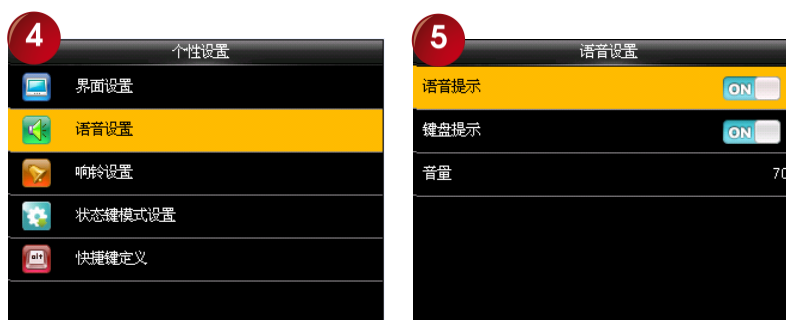 4
个性设置
界面设置
语音设置
响铃设置
状态键模式设置
alt
快捷键定义
5
语音设置
语音提示 ON
键盘提示 ON
音量 70